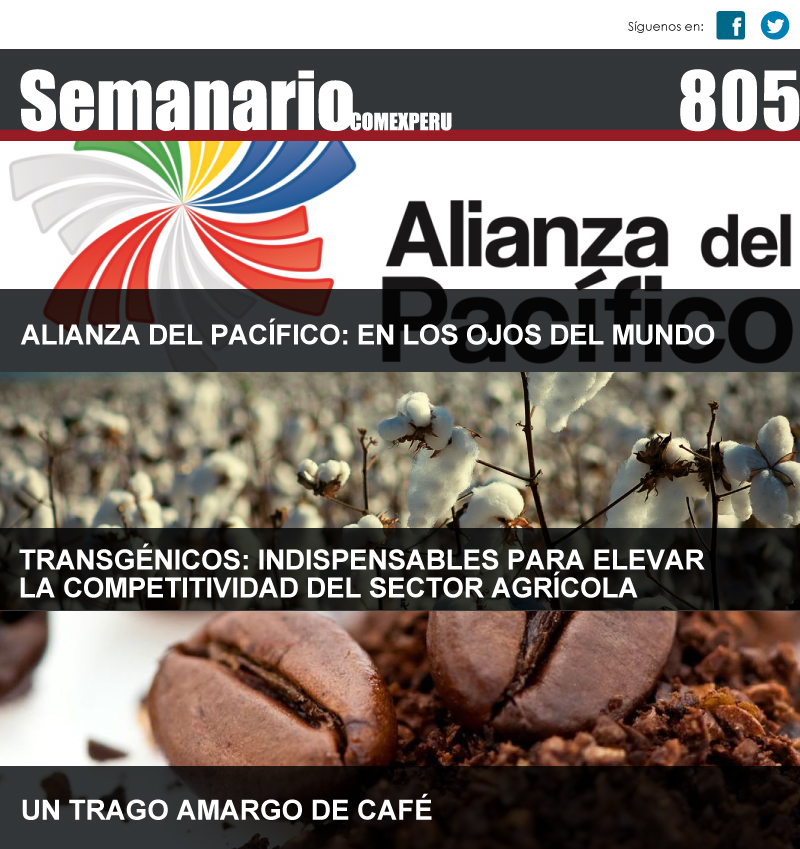 Síguenos en:
Semanario COMEXPERU 805
Alianza del
Pacífico
ALIANZA DEL PACÍFICO: EN LOS OJOS DEL MUNDO
TRANSGÉNICOS: INDISPENSABLES PARA ELEVAR
LA COMPETITIVIDAD DEL SECTOR AGRÍCOLA
UN TRAGO AMARGO DE CAFÉ